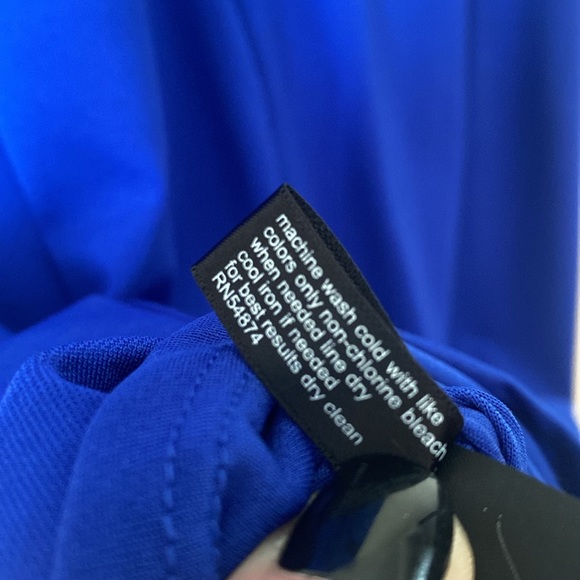 machine wash cold with like
colors only non-chlorine bleach
when needed line dry
cool iron if needed
for best results dry clean
RN54874